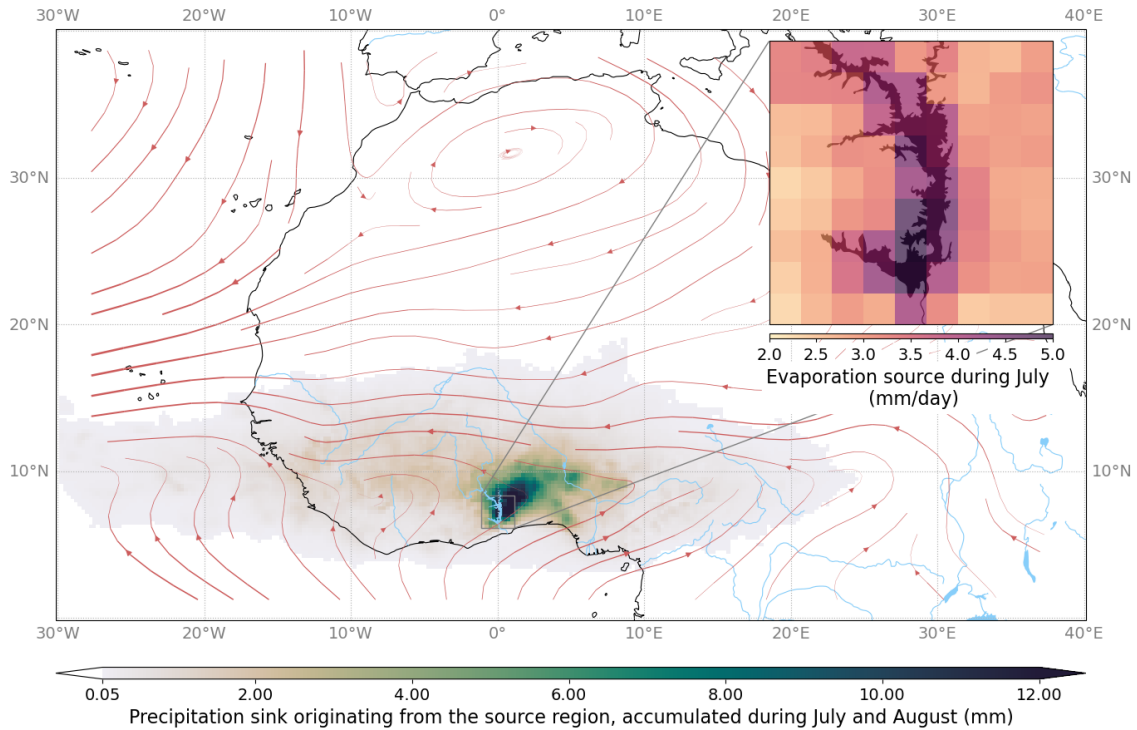 30°W 20°W 10°W 0° 10°E 20°E 30°E 40°E
30°N 30°N
20°N 20°N
2.0 2.5 3.0 3.5 4.0 4.5 5.0
Evaporation source during July
(mm/day)
10°N 10°N
30°W 20°W 10°W 0° 10°E 20°E 30°E 40°E
0.05 2.00 4.00 6.00 8.00 10.00 12.00
Precipitation sink originating from the source region, accumulated during July and August (mm)